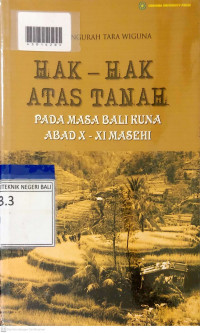 NGURAH TARA WIGUNA
HAK - HAK
ATAS TANAH
PADA MASA BALI KUNA
ABAD X - XI MASEHI
TEKNIK NEGERI BALI
3.3